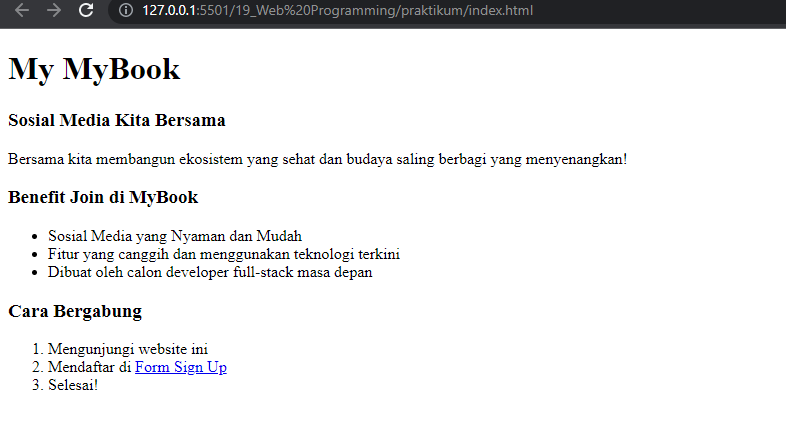 127.0.0.1:5501/19_Web%20Programming/praktikum/index.html
My MyBook
Sosial Media Kita Bersama
Bersama kita membangun ekosistem yang sehat dan budaya saling berbagi yang menyenangkan!
Benefit Join di MyBook
• Sosial Media yang Nyaman dan Mudah
• Fitur yang canggih dan menggunakan teknologi terkini
• Dibuat oleh calon developer full-stack masa depan
Cara Bergabung
1. Mengunjungi website ini
2. Mendaftar di Form Sign Up
3. Selesai!